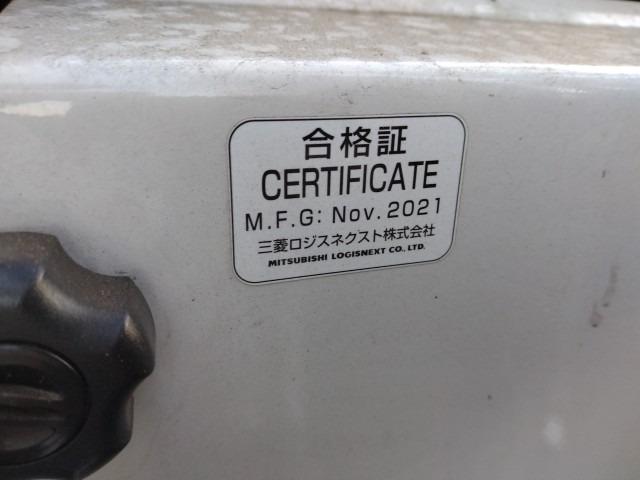 合格証
CERTIFICATE
M.F.G: Nov. 2021
三菱ロジスネクスト株式会社
MITSUBISHI LOGISNEXT CO., LTD.